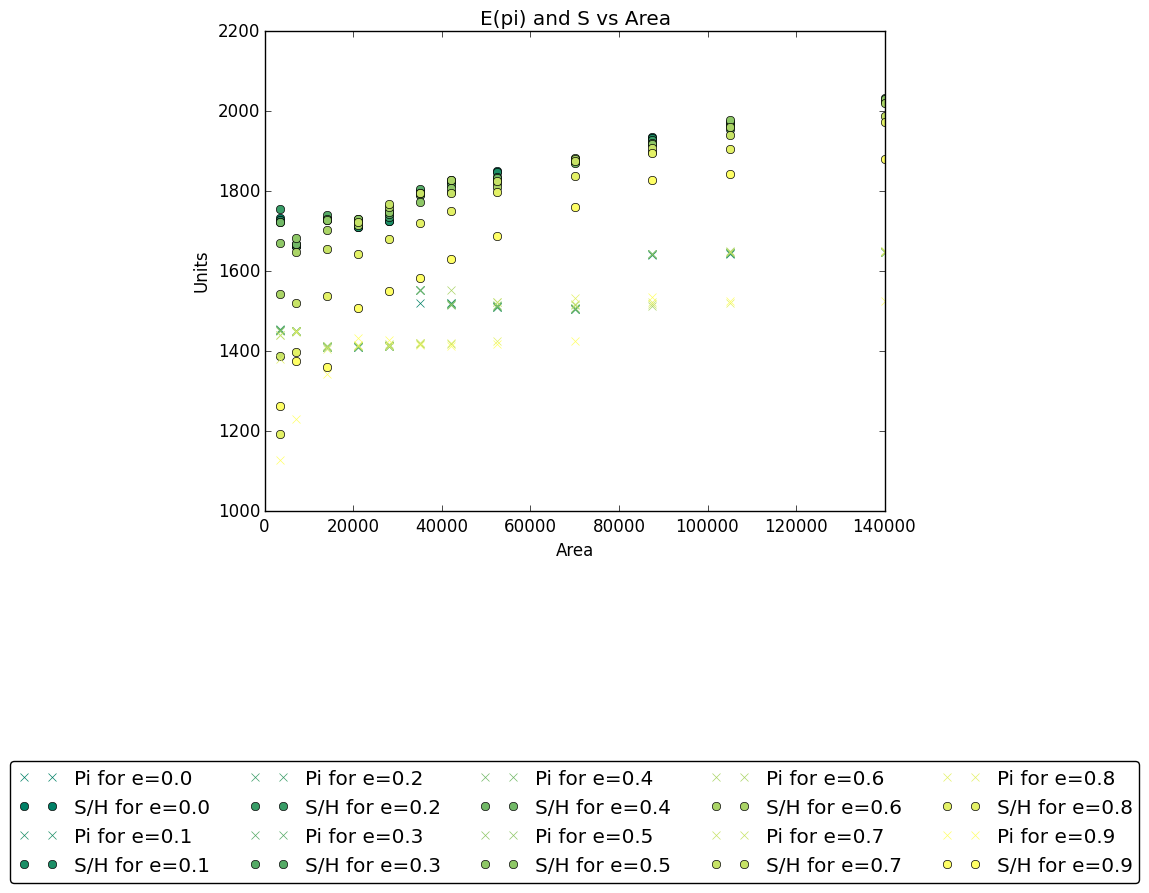 E(pi) and S vs Area
2200
2000
1800
1600
1400
1200
1000
Units
0 20000 40000 60000 80000 100000 120000 140000
Area
Pi for e=0.0 Pi for e=0.2 Pi for e=0.4 Pi for e=0.6 Pi for e=0.8
S/H for e=0.0 S/H for e=0.2 S/H for e=0.4 S/H for e=0.6 S/H for e=0.8
Pi for e=0.1 Pi for e=0.3 Pi for e=0.5 Pi for e=0.7 Pi for e=0.9
S/H for e=0.1 S/H for e=0.3 S/H for e=0.5 S/H for e=0.7 S/H for e=0.9